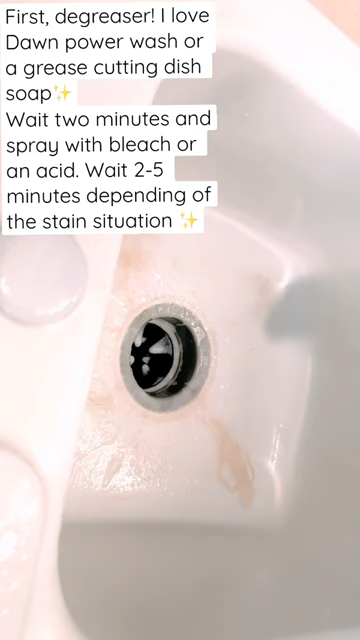 First, degreaser! I love
Dawn power wash or
a grease cutting dish
soap✨
Wait two minutes and
spray with bleach or
an acid. Wait 2-5
minutes depending of
the stain situation ✨